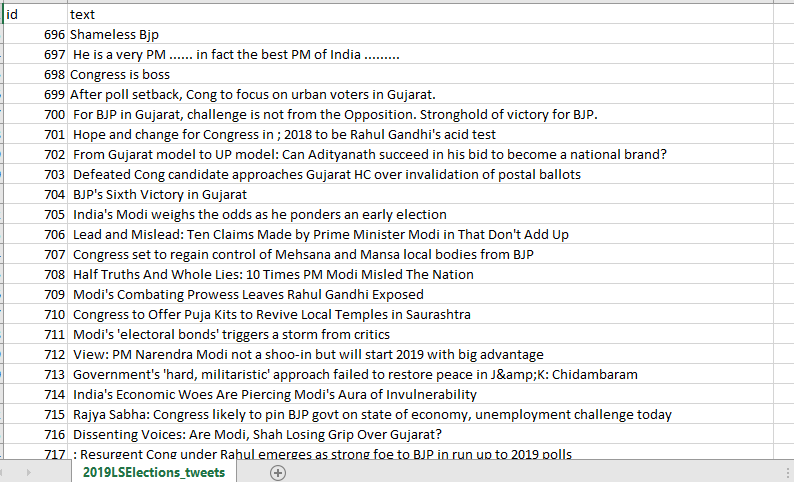 id text
696 Shameless Bjp
697 He is a very PM ...... in fact the best PM of India .........
698 Congress is boss
699 After poll setback, Cong to focus on urban voters in Gujarat.
700 For BJP in Gujarat, challenge is not from the Opposition. Stronghold of victory for BJP.
701 Hope and change for Congress in ; 2018 to be Rahul Gandhi's acid test
702 From Gujarat model to UP model: Can Adityanath succeed in his bid to become a national brand?
703 Defeated Cong candidate approaches Gujarat HC over invalidation of postal ballots
704 BJP's Sixth Victory in Gujarat
705 India's Modi weighs the odds as he ponders an early election
706 Lead and Mislead: Ten Claims Made by Prime Minister Modi in That Don't Add Up
707 Congress set to regain control of Mehsana and Mansa local bodies from BJP
708 Half Truths And Whole Lies: 10 Times PM Modi Misled The Nation
709 Modi's Combating Prowess Leaves Rahul Gandhi Exposed
710 Congress to Offer Puja Kits to Revive Local Temples in Saurashtra
711 Modi's 'electoral bonds' triggers a storm from critics
712 View: PM Narendra Modi not a shoo-in but will start 2019 with big advantage
713 Government's 'hard, militaristic' approach failed to restore peace in J&amp;K: Chidambaram
714 India's Economic Woes Are Piercing Modi's Aura of Invulnerability
715 Rajya Sabha: Congress likely to pin BJP govt on state of economy, unemployment challenge today
716 Dissenting Voices: Are Modi, Shah Losing Grip Over Gujarat?
717 : Resurgent Cong under Rahul emerges as strong foe to BJP in run up to 2019 polls
2019LSElections_tweets